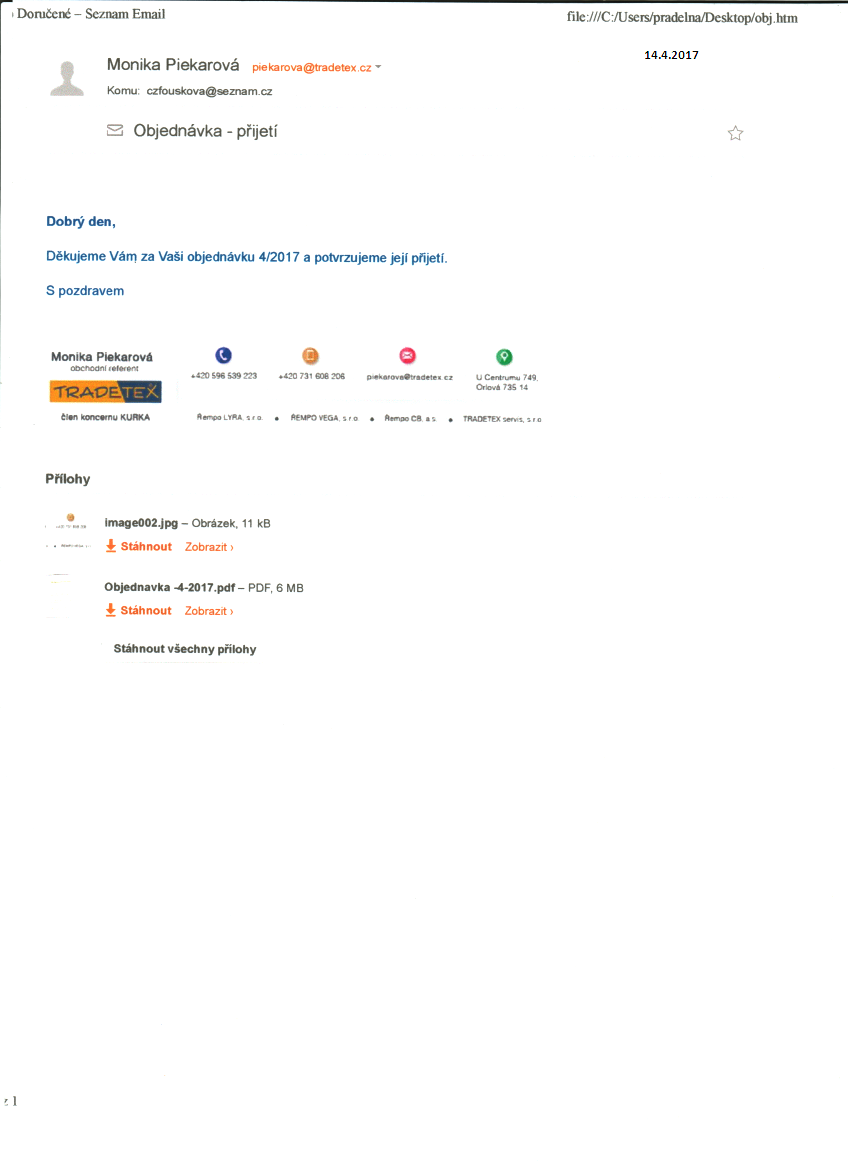 Doručené – Seznam Email
file:///C:/Users/pradelna/Desktop/obj.htm
14.4.2017
Monika Piekarová piekarova@tradetex.cz
Komu: czfouskova@seznam.cz
Objednávka - přijetí
Dobrý den,
Děkujeme Vám za Vaši objednávku 4/2017 a potvrzujeme její přijetí.
S pozdravem
Monika Piekarová
obchodní referent
TRADETEX
člen koncernu KURKA
+420 596 539 223
+420 731 608 206
piekarova@tradetex.cz
U Centrumu 749,
Orlová 735 14
Řempo LYRA, s.r.o. • ŘEMPO VEGA, s.r.o • Řempo CB, a.s. • TRADETEX servis, s.r.o
Přílohy
image002.jpg – Obrázek, 11 kB
Stáhnout Zobrazit ›
Objednavka -4-2017.pdf – PDF, 6 MB
Stáhnout Zobrazit ›
Stáhnout všechny přílohy
z 1